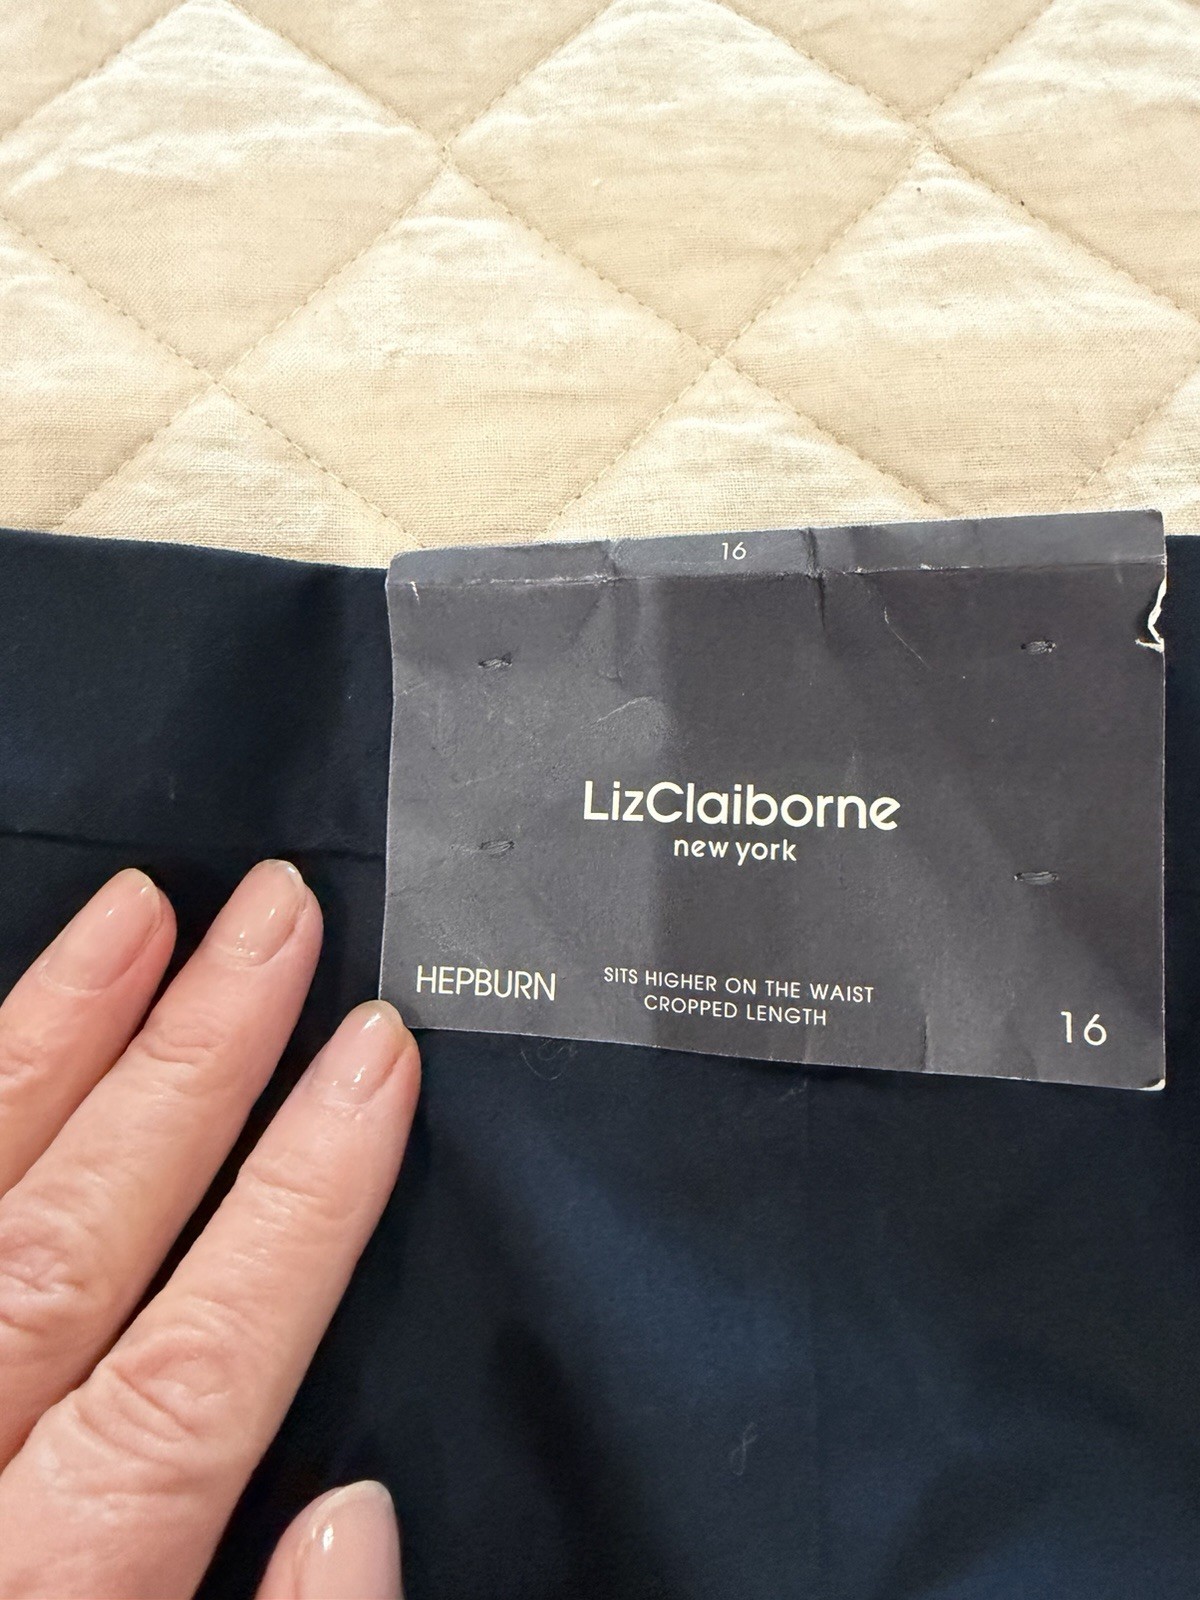 16
LizClaiborne
new york
HEPBURN
SITS HIGHER ON THE WAIST
CROPPED LENGTH
16